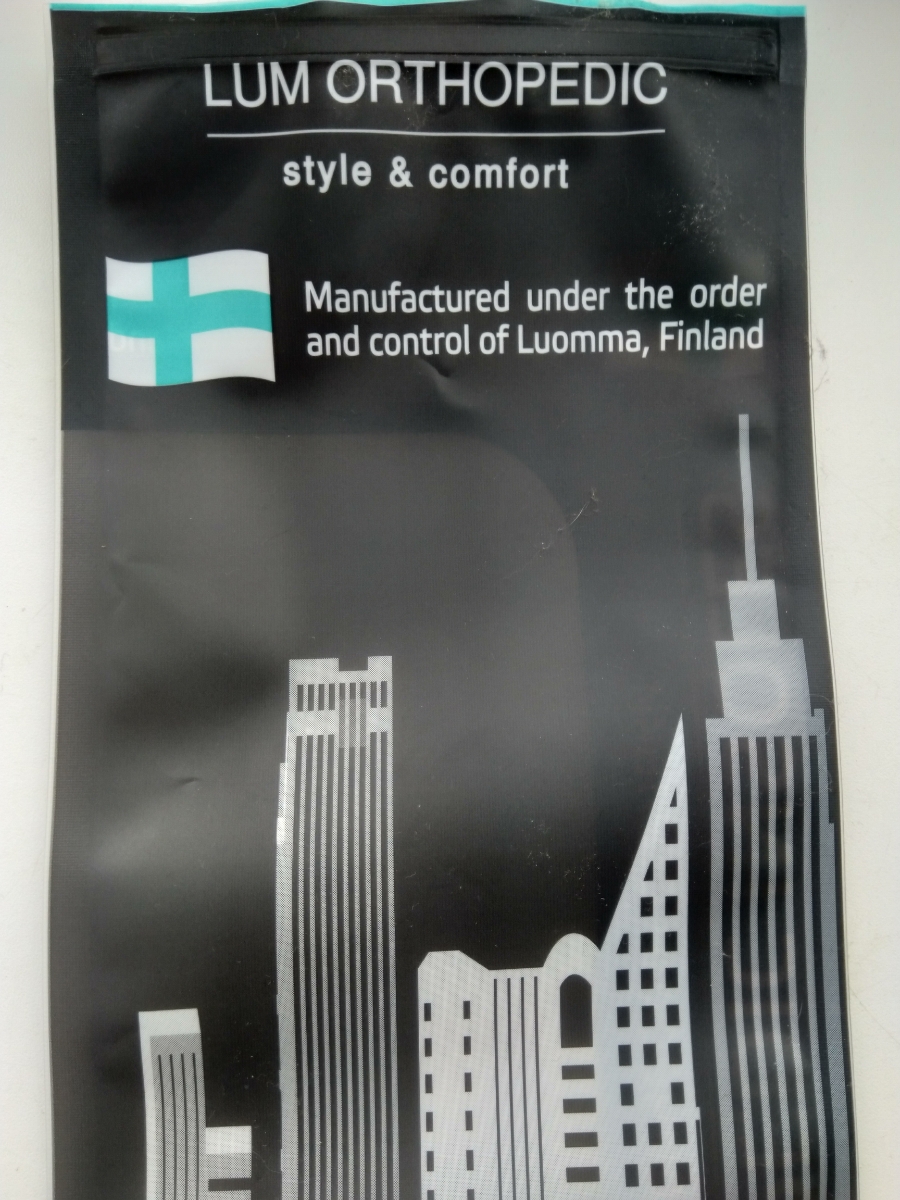 LUM ORTHOPEDIC
style & comfort
Manufactured under the order
and control of Luomma, Finland